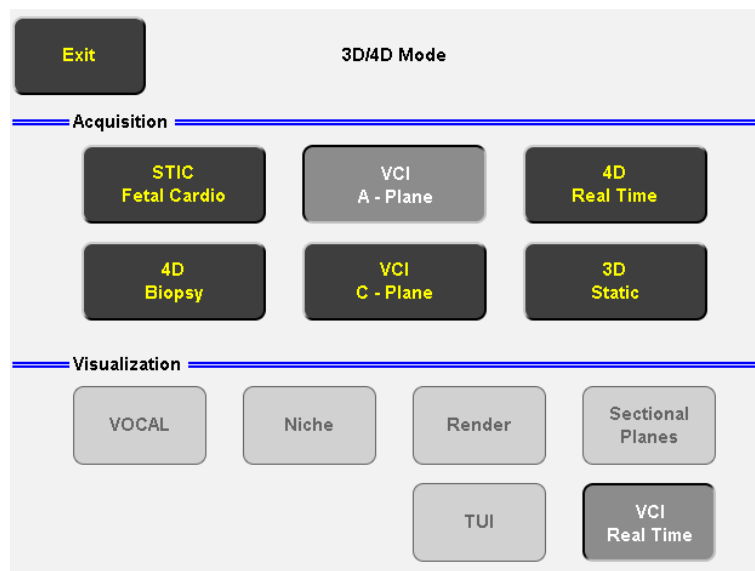 Exit
3D/4D Mode
Acquisition
STIC
Fetal Cardio
VCI
A - Plane
4D
Real Time
4D
Biopsy
VCI
C - Plane
3D
Static
Visualization
VOCAL
Niche
Render
Sectional
Planes
TUI
VCI
Real Time